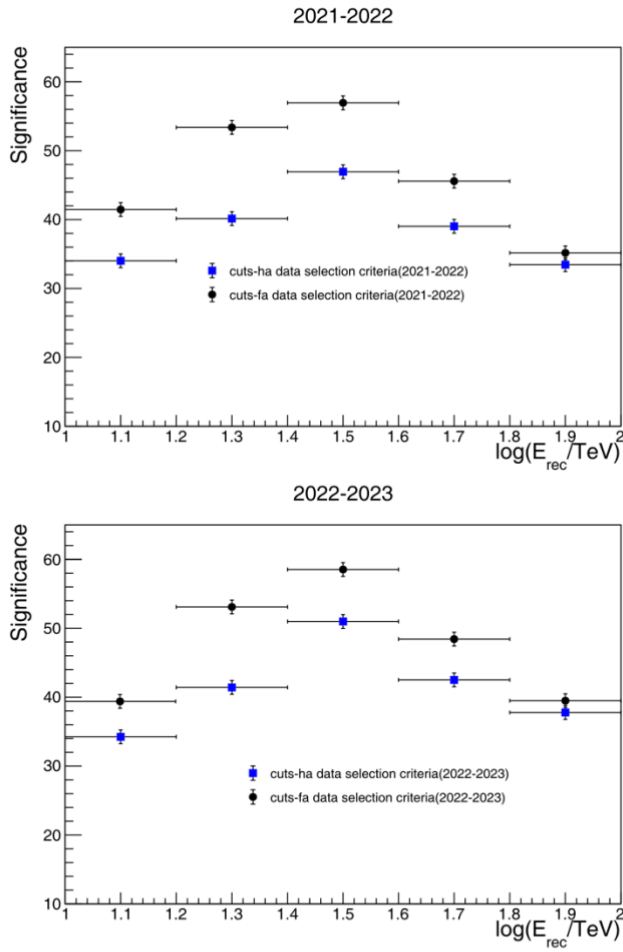 2021-2022
Significance
60
50
40
30
20
10
cuts-ha data selection criteria(2021-2022)
cuts-fa data selection criteria(2021-2022)
1 1.1 1.2 1.3 1.4 1.5 1.6 1.7 1.8 1.9 2
log(E_rec/TeV)
2022-2023
Significance
60
50
40
30
20
10
cuts-ha data selection criteria(2022-2023)
cuts-fa data selection criteria(2022-2023)
1 1.1 1.2 1.3 1.4 1.5 1.6 1.7 1.8 1.9 2
log(E_rec/TeV)